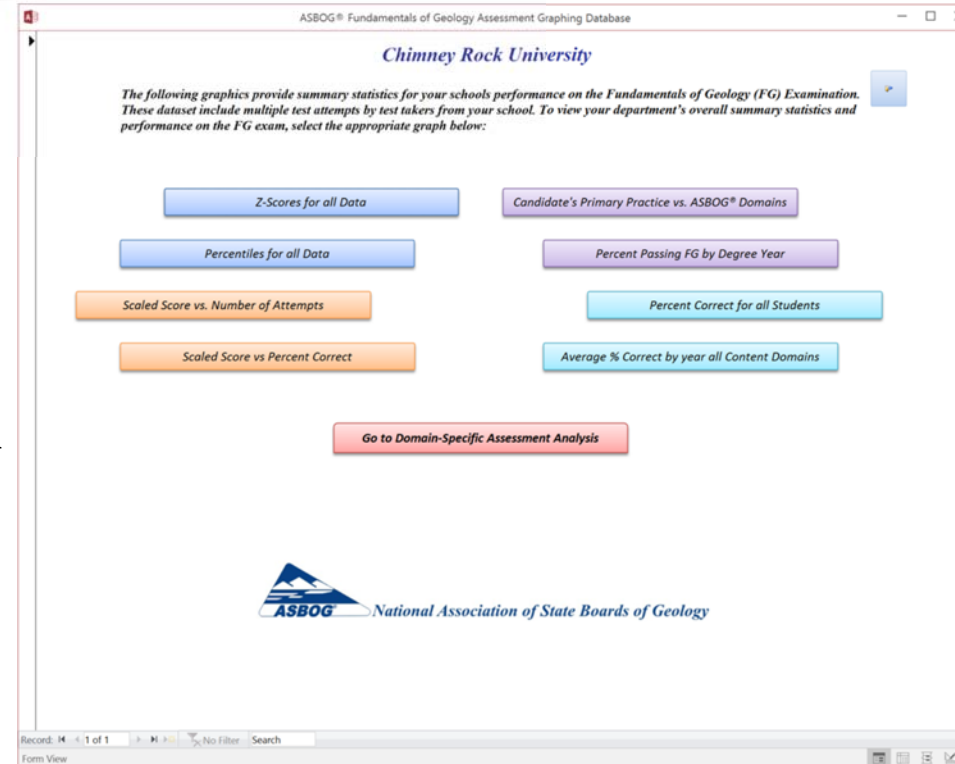 ASBOG® Fundamentals of Geology Assessment Graphing Database
Chimney Rock University
The following graphics provide summary statistics for your schools performance on the Fundamentals of Geology (FG) Examination.
These dataset include multiple test attempts by test takers from your school. To view your department's overall summary statistics and
performance on the FG exam, select the appropriate graph below:
Z-Scores for all Data
Candidate's Primary Practice vs. ASBOG® Domains
Percentiles for all Data
Percent Passing FG by Degree Year
Scaled Score vs. Number of Attempts
Percent Correct for all Students
Scaled Score vs Percent Correct
Average % Correct by year all Content Domains
Go to Domain-Specific Assessment Analysis
ASBOG
National Association of State Boards of Geology
Record: 1 of 1 No Filter Search
Form View